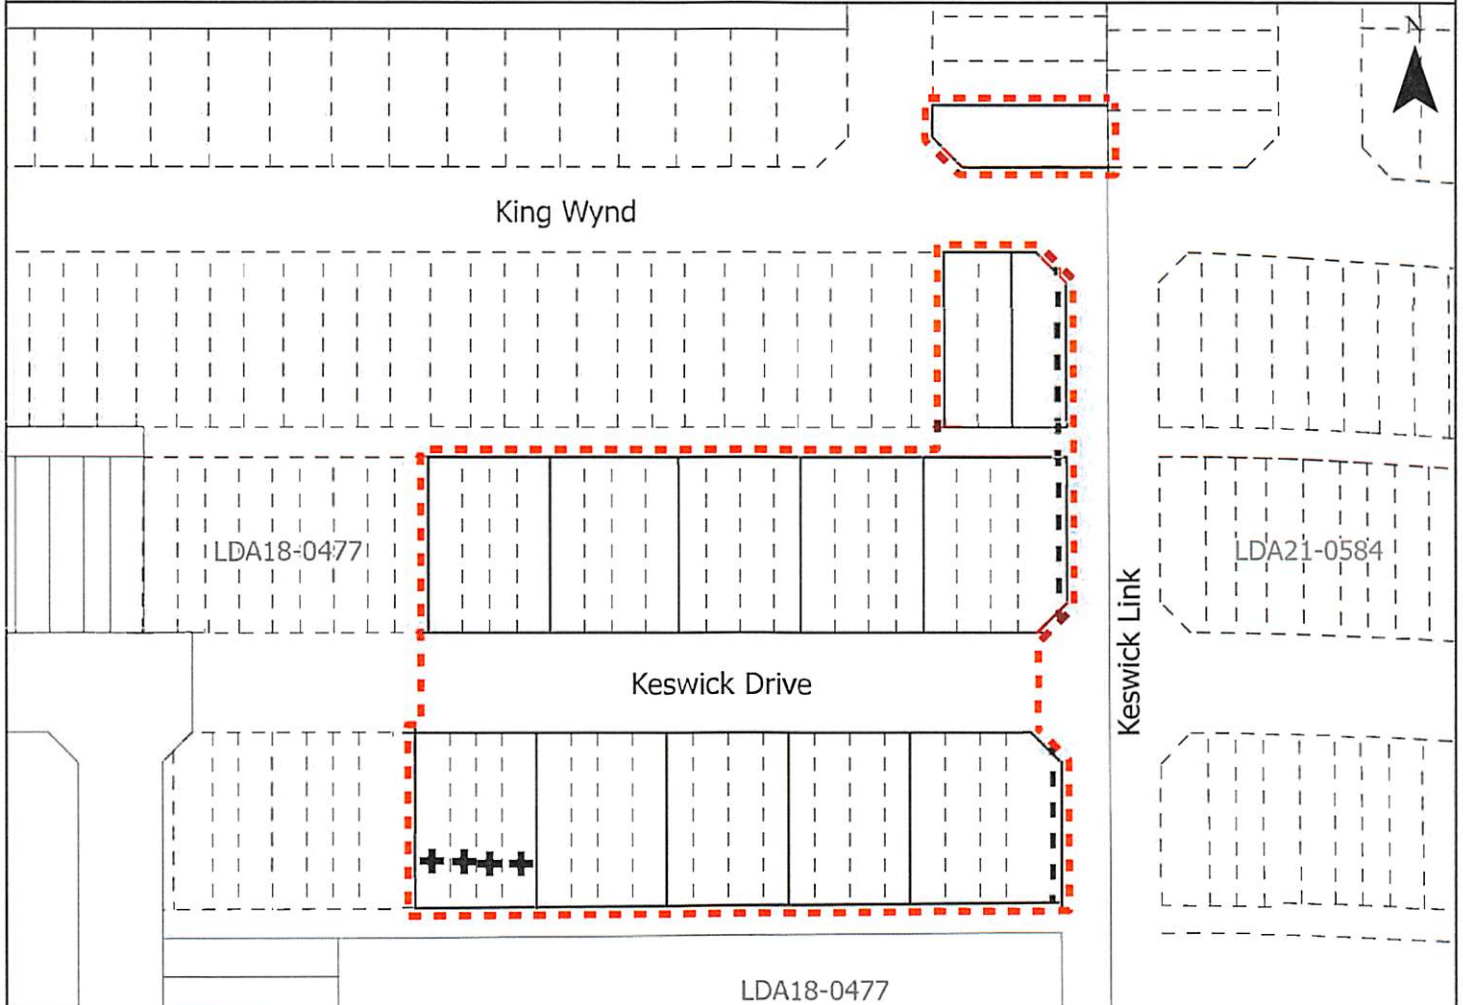 N
King Wynd
LDA18-0477
LDA21-0584
Keswick Link
Keswick Drive
LDA18-0477